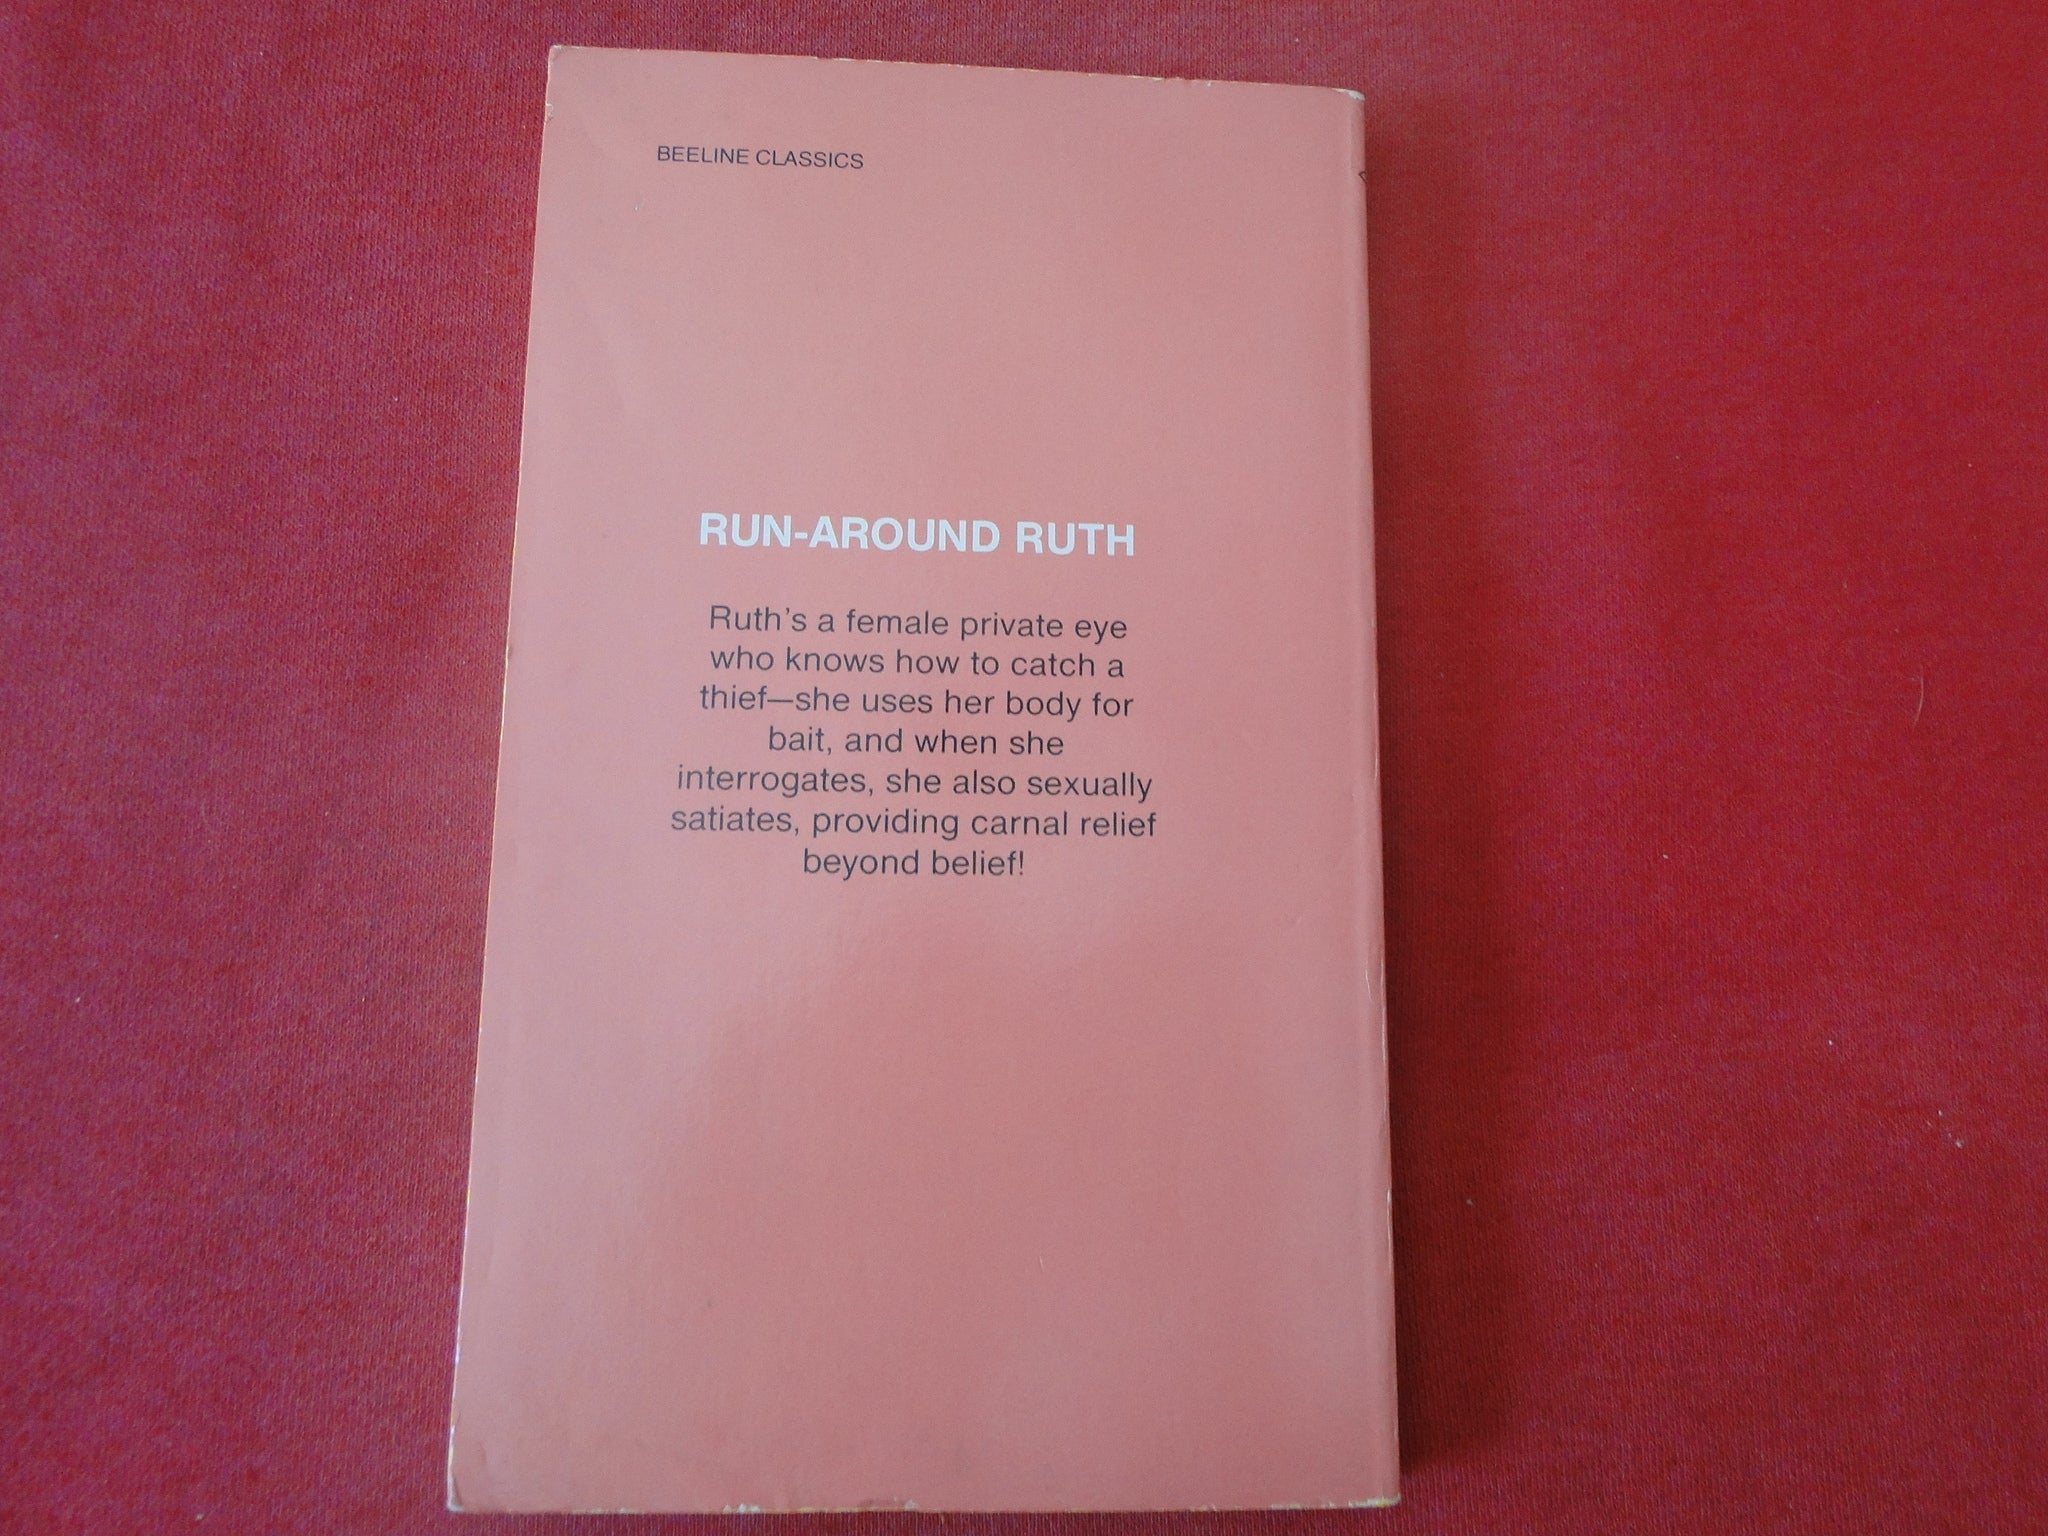 BEELINE CLASSICS
RUN-AROUND RUTH
Ruth's a female private eye
who knows how to catch a
thief—she uses her body for
bait, and when she
interrogates, she also sexually
satiates, providing carnal relief
beyond belief!